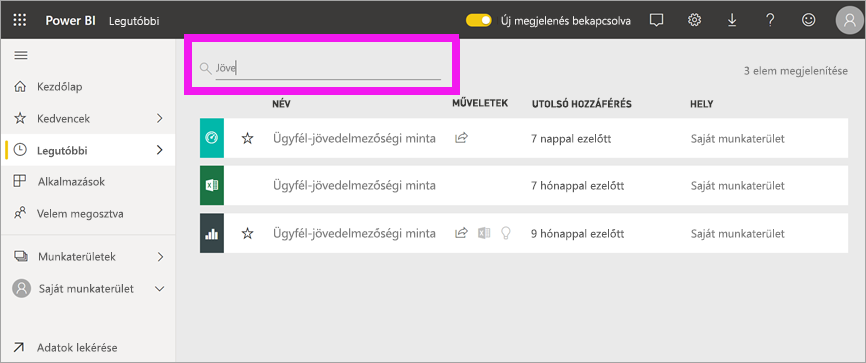 Power BI Legutóbbi Új megjelenés bekapcsolva
Jöve
3 elem megjelenítése
Kezdőlap
Kedvencek
Legutóbbi
Alkalmazások
Velem megosztva
Munkaterületek
Saját munkaterület
Adatok lekérése
NÉV MŰVELETEK UTOLSÓ HOZZÁFÉRÉS HELY
Ügyfél-jövedelmezőségi minta 7 nappal ezelőtt Saját munkaterület
Ügyfél-jövedelmezőségi minta 7 hónappal ezelőtt Saját munkaterület
Ügyfél-jövedelmezőségi minta 9 hónappal ezelőtt Saját munkaterület